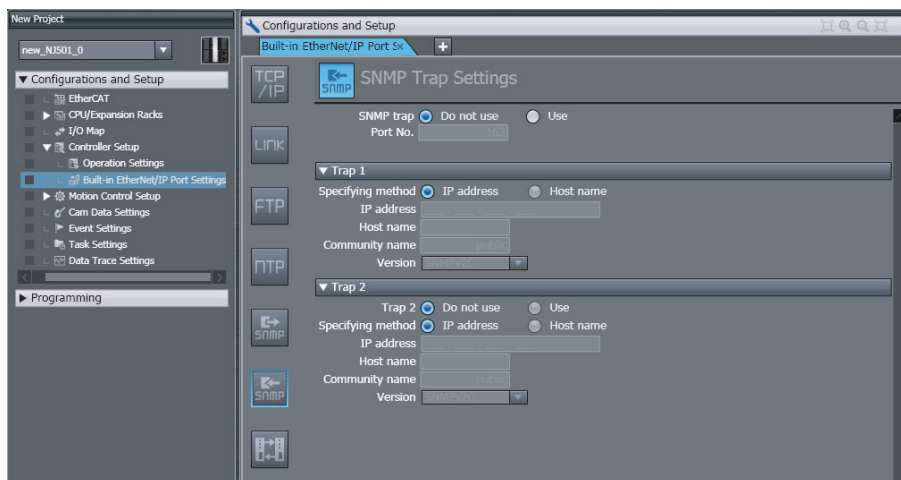 New Project
new_NJ501_0
▼ Configurations and Setup
EtherCAT
▶ CPU/Expansion Racks
I/O Map
▼ Controller Setup
Operation Settings
Built-in EtherNet/IP Port Settings
▶ Motion Control Setup
Cam Data Settings
Event Settings
Task Settings
Data Trace Settings
▶ Programming
Configurations and Setup
Built-in EtherNet/IP Port Se
TCP
/IP
LINK
FTP
NTP
SNMP
SNMP
SNMP
SNMP Trap Settings
SNMP trap Do not use Use
Port No. 162
▼ Trap 1
Specifying method IP address Host name
IP address
Host name
Community name public
Version SNMPv2C
▼ Trap 2
Trap 2 Do not use Use
Specifying method IP address Host name
IP address
Host name
Community name public
Version SNMPv2C